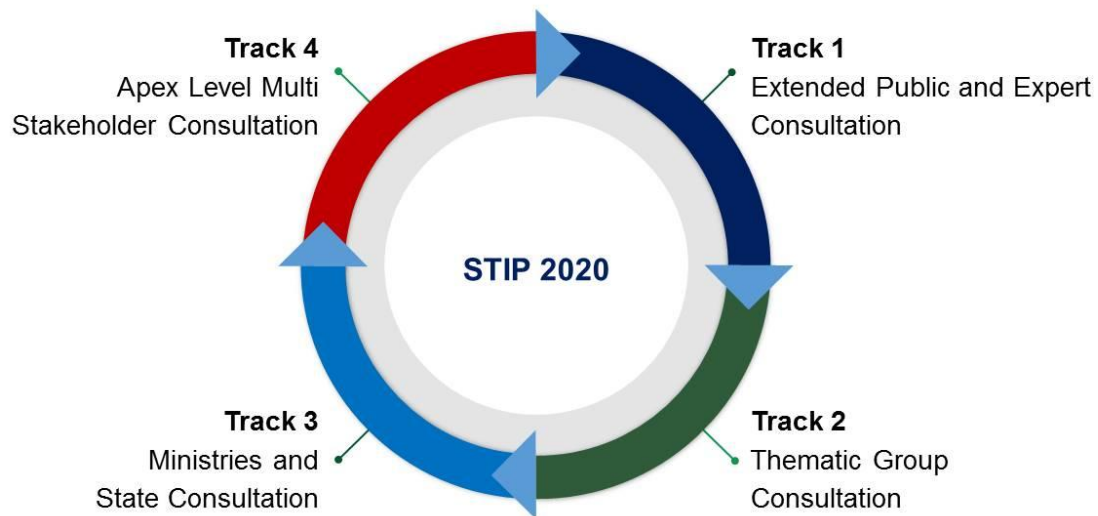 Track 4
Apex Level Multi
Stakeholder Consultation
Track 1
Extended Public and Expert
Consultation
STIP 2020
Track 3
Ministries and
State Consultation
Track 2
Thematic Group
Consultation